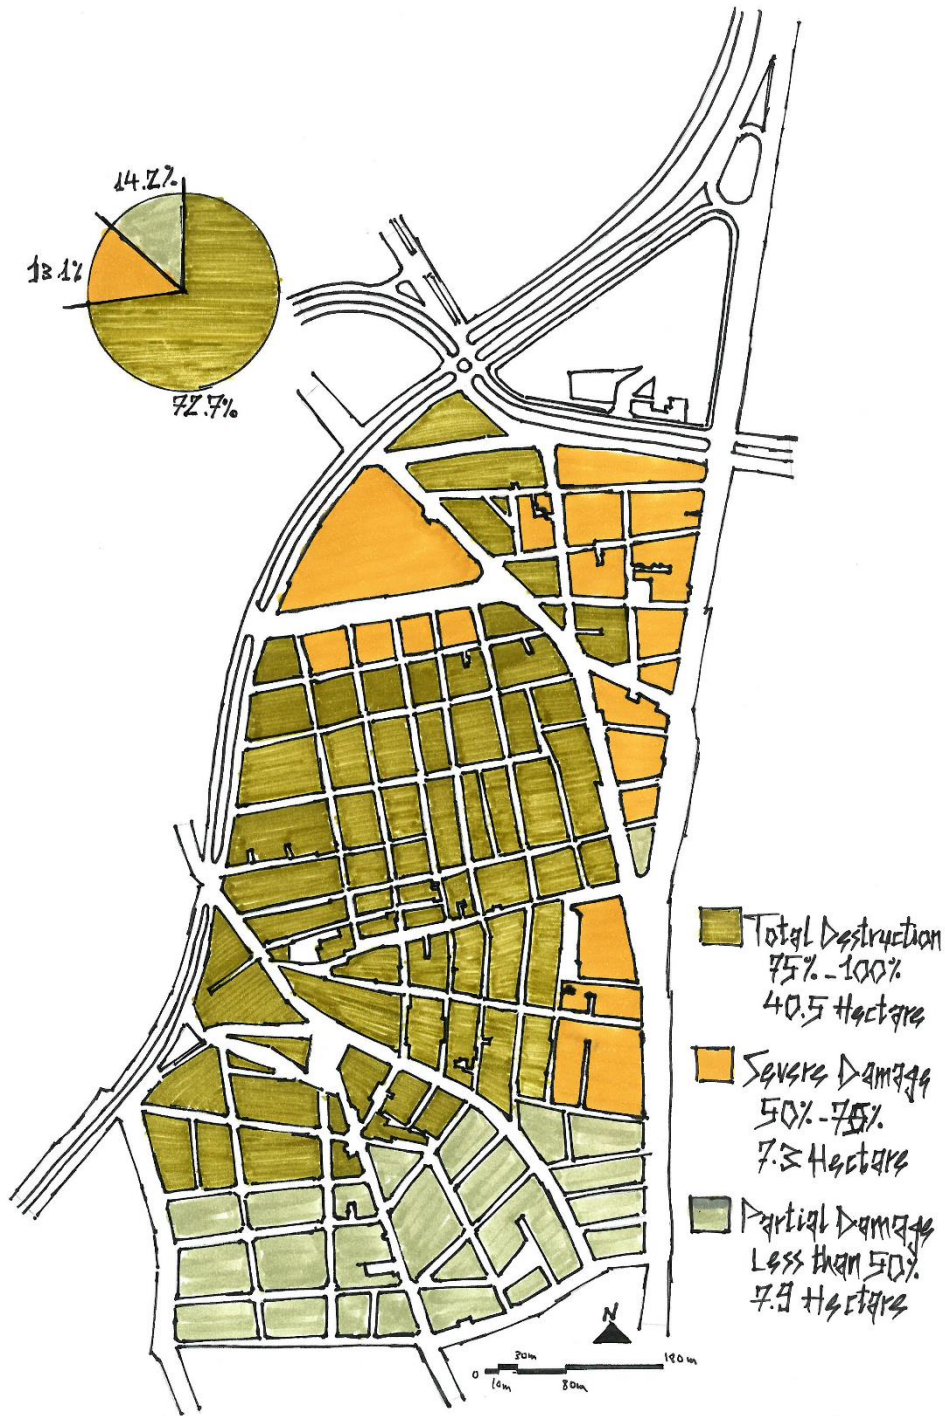 14.2%
13.1%
72.7%
Total Destruction
75% - 100%
40.5 Hectare
Severe Damage
50% - 75%
7.3 Hectare
Partial Damage
Less than 50%
7.9 Hectare
N
30m
180m
0
10m
80m